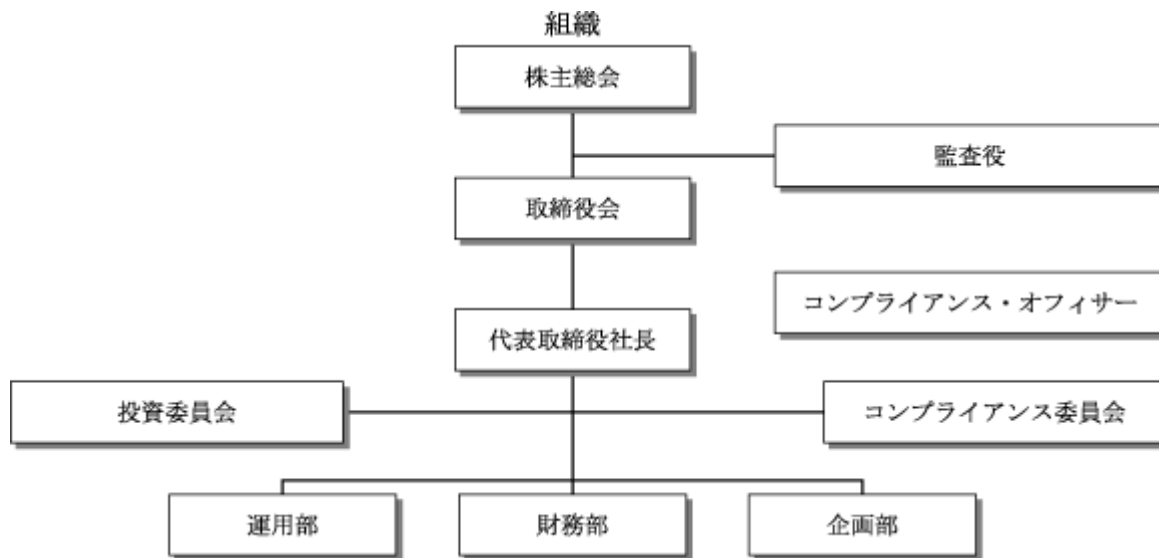 組織
株主総会
監査役
取締役会
コンプライアンス・オフィサー
代表取締役社長
投資委員会
コンプライアンス委員会
運用部
財務部
企画部